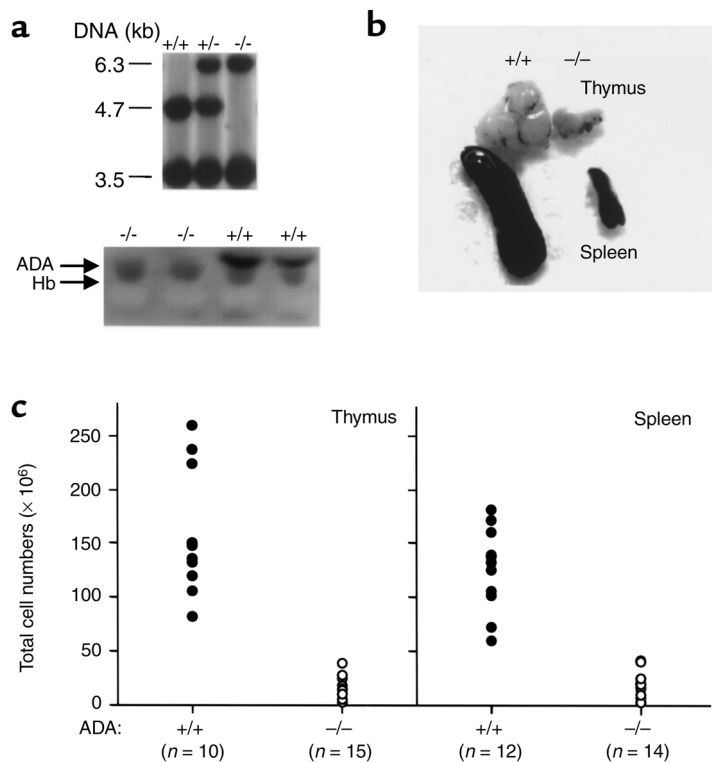 a
DNA (kb)
+/+ +/- -/-
6.3
4.7
3.5
-/- -/- +/+ +/+
ADA
Hb
b
+/+ –/–
Thymus
Spleen
c
Thymus
Spleen
Total cell numbers (× 10⁶)
250
200
150
100
50
0
ADA: +/+ –/– +/+ –/–
(n = 10) (n = 15) (n = 12) (n = 14)